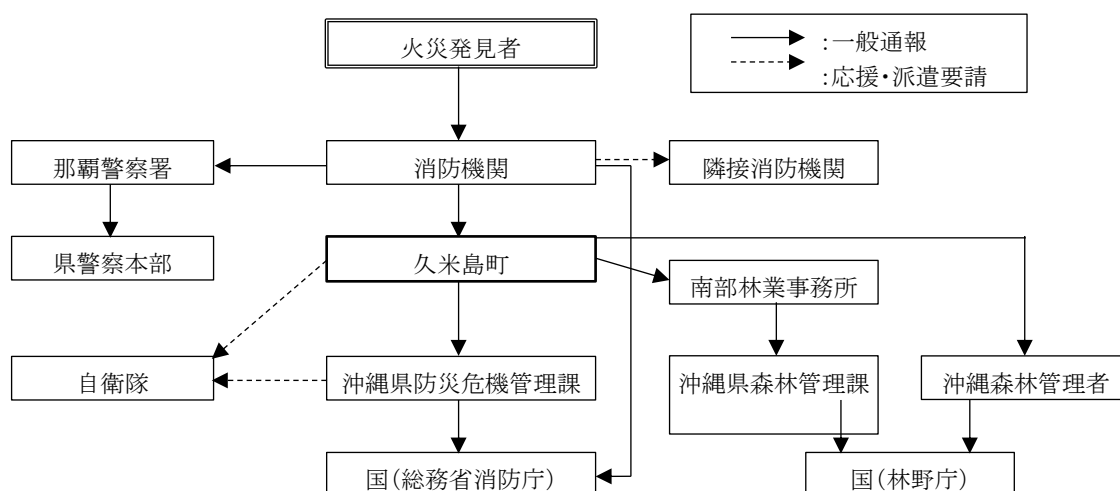 火災発見者
:一般通報
:応援・派遣要請
那覇警察署
消防機関
隣接消防機関
県警察本部
久米島町
南部林業事務所
自衛隊
沖縄県防災危機管理課
沖縄県森林管理課
沖縄森林管理者
国(総務省消防庁)
国(林野庁)